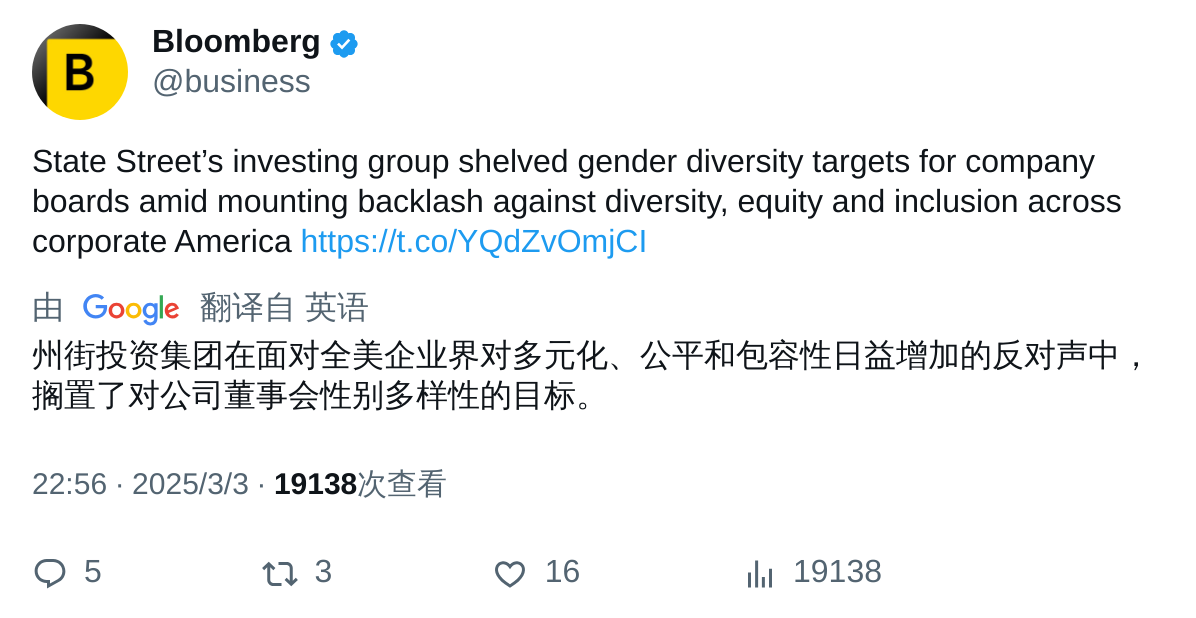 B
Bloomberg
@business
State Street’s investing group shelved gender diversity targets for company
boards amid mounting backlash against diversity, equity and inclusion across
corporate America https://t.co/YQdZvOmjCI
由 Google 翻译自 英语
州街投资集团在面对全美企业界对多元化、公平和包容性日益增加的反对声中，
搁置了对公司董事会性别多样性的目标。
22:56 · 2025/3/3 · 19138次查看
5 3 16 19138